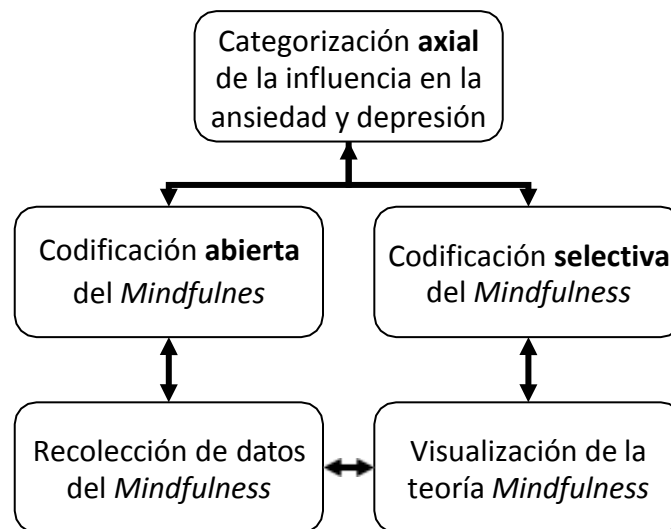 Categorización axial
de la influencia en la
ansiedad y depresión
Codificación abierta
del Mindfulnes
Codificación selectiva
del Mindfulness
Recolección de datos
del Mindfulness
Visualización de la
teoría Mindfulness